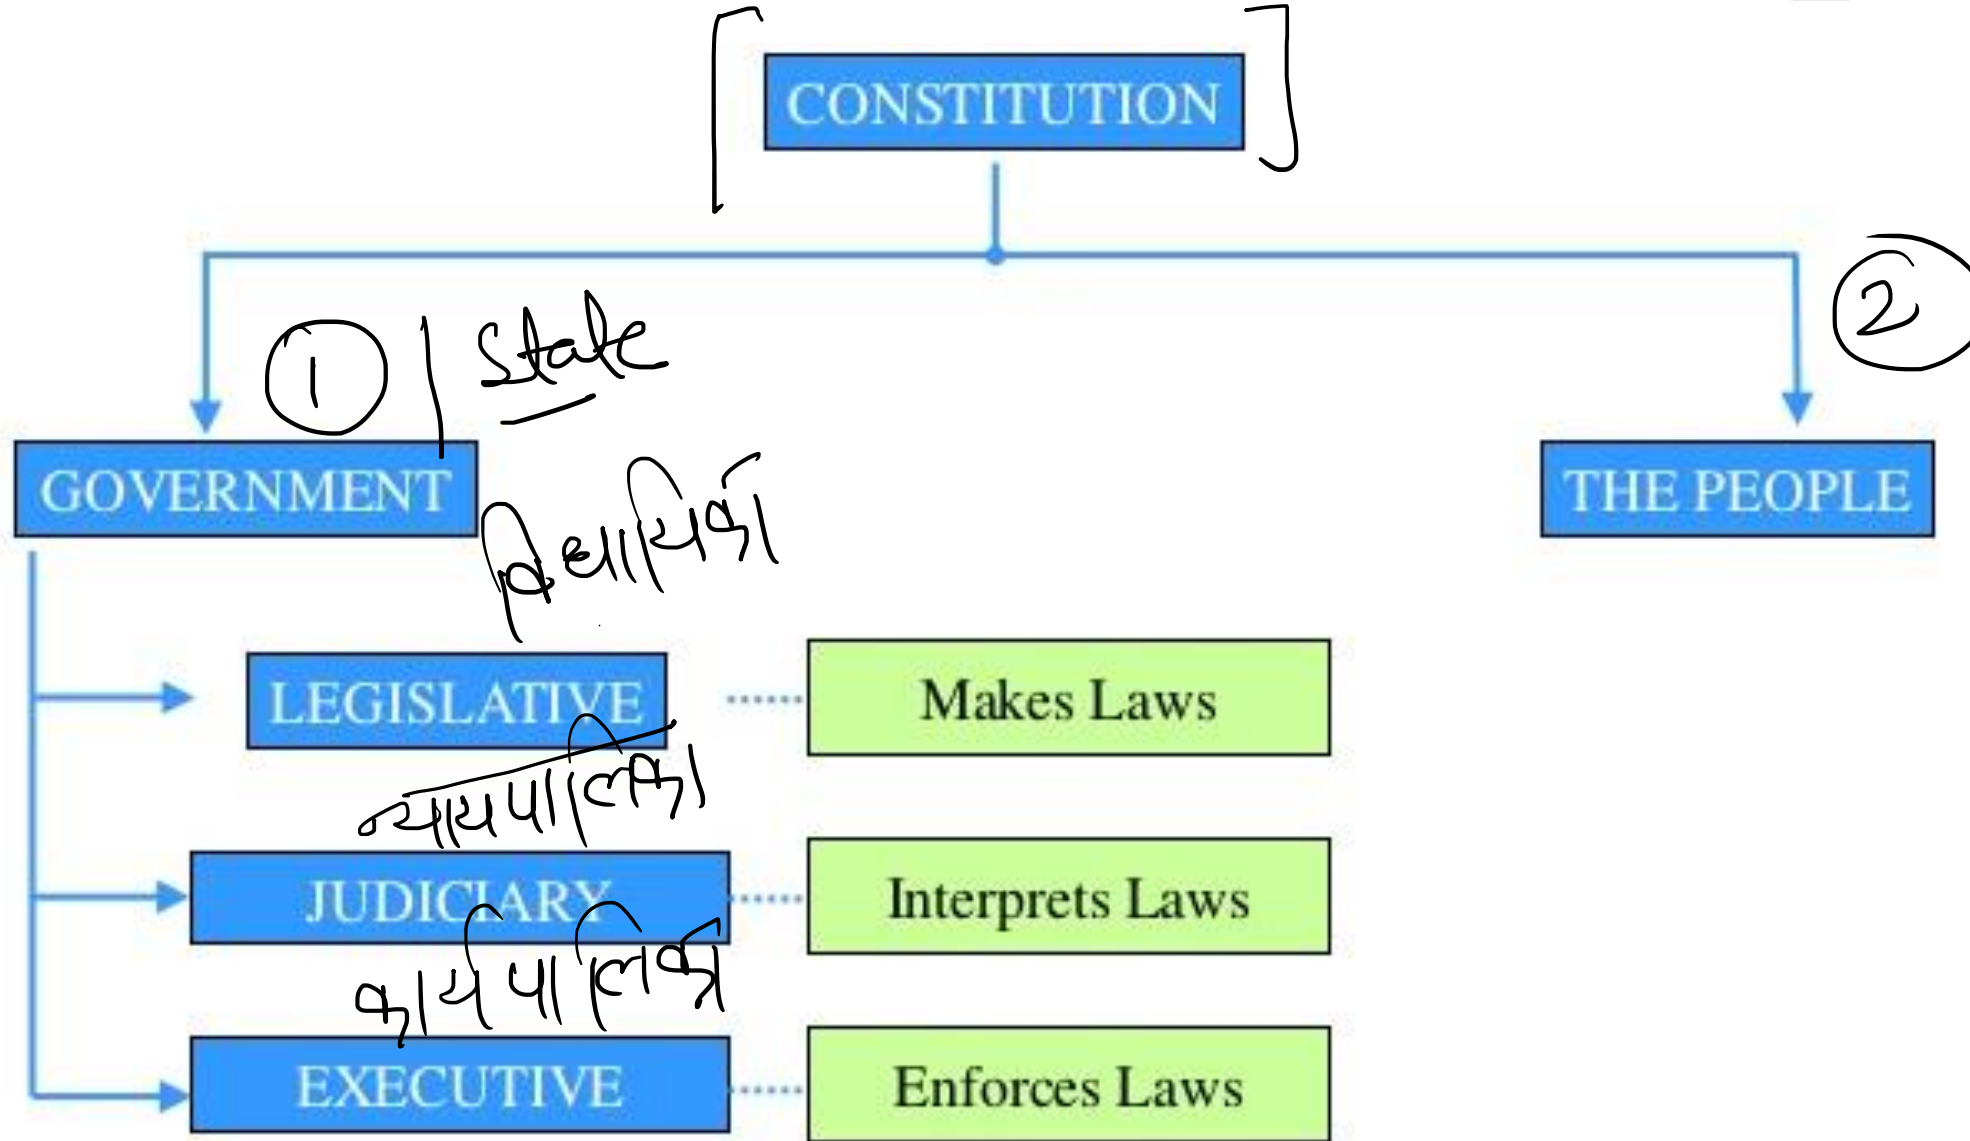 CONSTITUTION
1 State
2
GOVERNMENT
THE PEOPLE
विधायिका
LEGISLATIVE
Makes Laws
न्यायपालिका
JUDICIARY
Interprets Laws
कार्यपालिका
EXECUTIVE
Enforces Laws